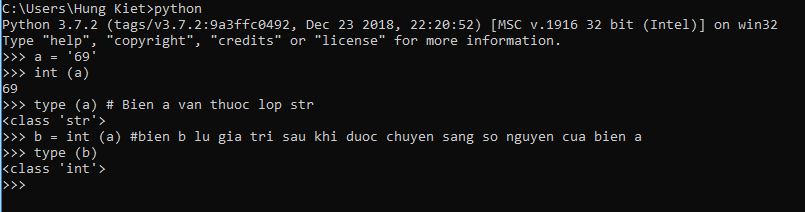 C:\Users\Hung Kiet>python
Python 3.7.2 (tags/v3.7.2:9a3ffc0492, Dec 23 2018, 22:20:52) [MSC v.1916 32 bit (Intel)] on win32
Type "help", "copyright", "credits" or "license" for more information.
>>> a = '69'
>>> int (a)
69
>>> type (a) # Bien a van thuoc lop str
<class 'str'>
>>> b = int (a) #bien b lu gia tri sau khi duoc chuyen sang so nguyen cua bien a
>>> type (b)
<class 'int'>
>>>